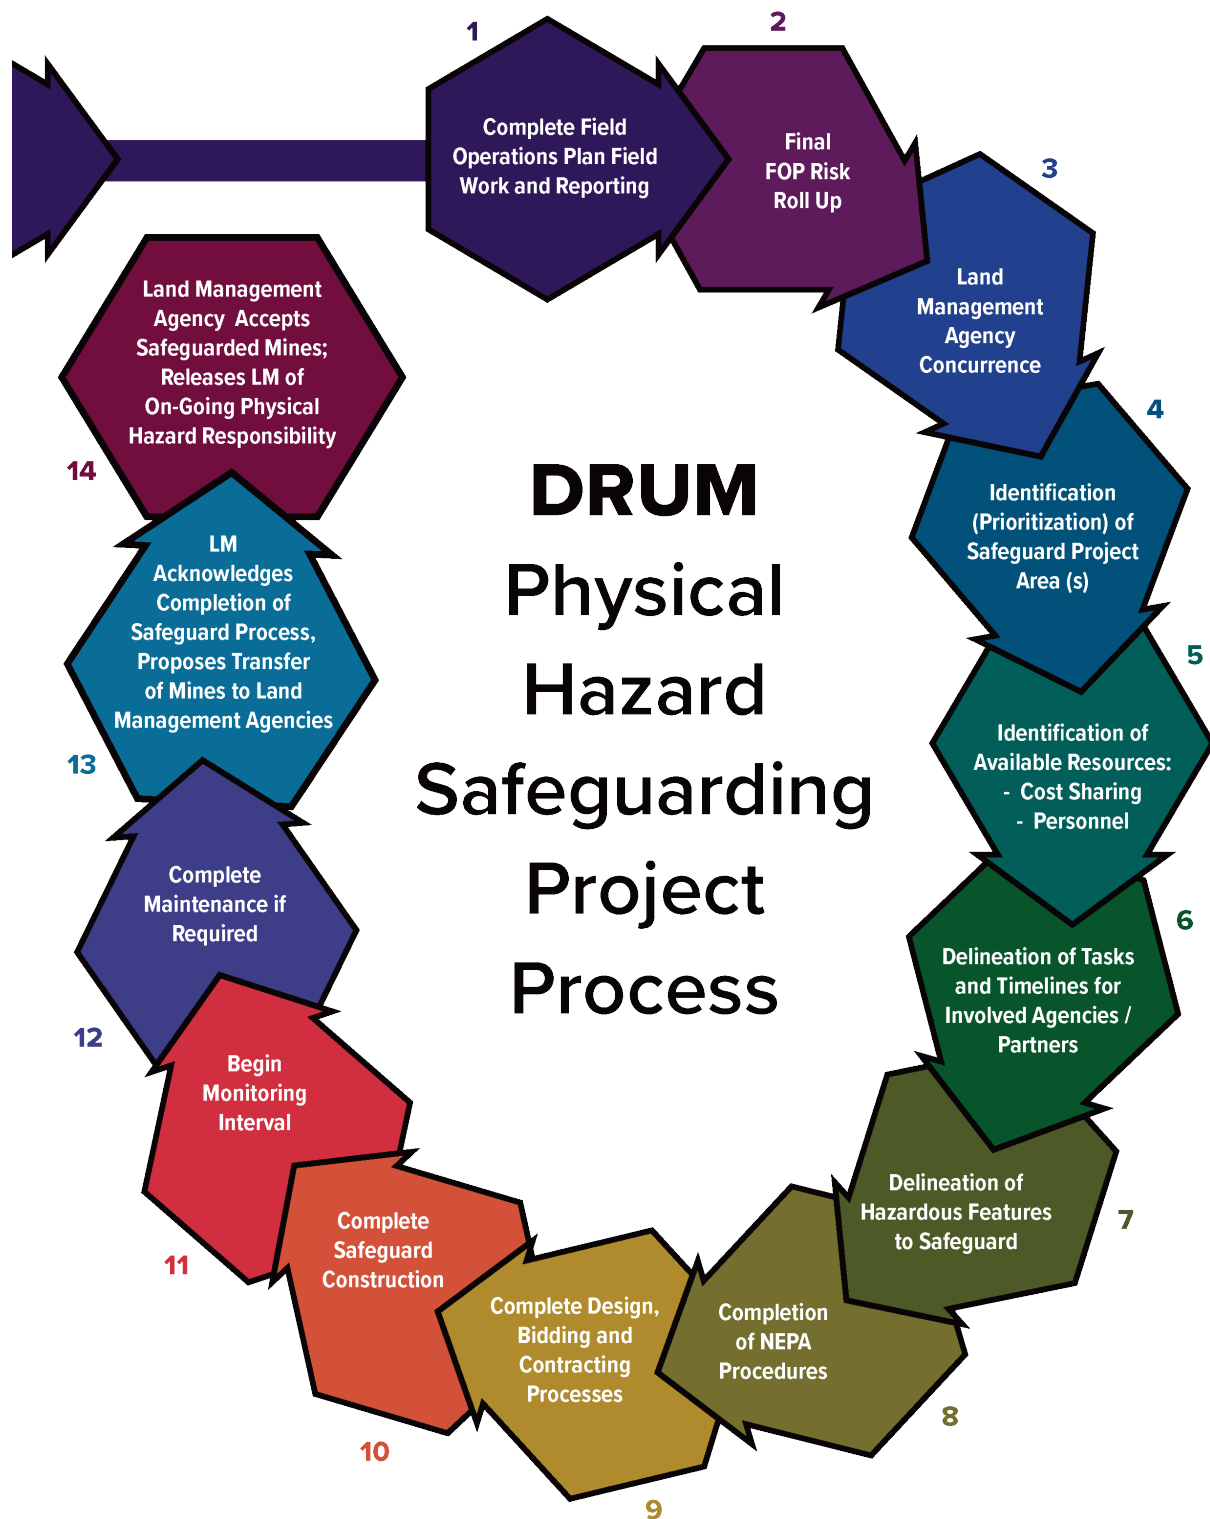 1
Complete Field
Operations Plan Field
Work and Reporting
2
Final
FOP Risk
Roll Up
3
Land
Management
Agency
Concurrence
4
Identification
(Prioritization) of
Safeguard Project
Area (s)
5
Identification of
Available Resources:
- Cost Sharing
- Personnel
6
Delineation of Tasks
and Timelines for
Involved Agencies /
Partners
7
Delineation of
Hazardous Features
to Safeguard
8
Completion
of NEPA
Procedures
9
Complete Design,
Bidding and
Contracting
Processes
10
Complete
Safeguard
Construction
11
Begin
Monitoring
Interval
12
Complete
Maintenance if
Required
13
LM
Acknowledges
Completion of
Safeguard Process,
Proposes Transfer
of Mines to Land
Management Agencies
14
Land Management
Agency Accepts
Safeguarded Mines;
Releases LM of
On-Going Physical
Hazard Responsibility
DRUM
Physical
Hazard
Safeguarding
Project
Process